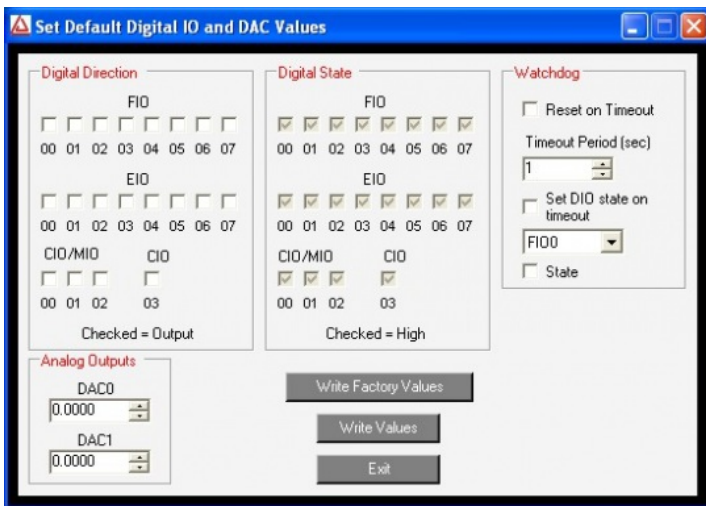 Set Default Digital IO and DAC Values
Digital Direction
FIO
00 01 02 03 04 05 06 07
EIO
00 01 02 03 04 05 06 07
CIO/MIO CIO
00 01 02 03
Checked = Output
Digital State
FIO
00 01 02 03 04 05 06 07
EIO
00 01 02 03 04 05 06 07
CIO/MIO CIO
00 01 02 03
Checked = High
Watchdog
Reset on Timeout
Timeout Period (sec)
1
Set DIO state on
timeout
FIO0
State
Analog Outputs
DAC0
0.0000
DAC1
0.0000
Write Factory Values
Write Values
Exit